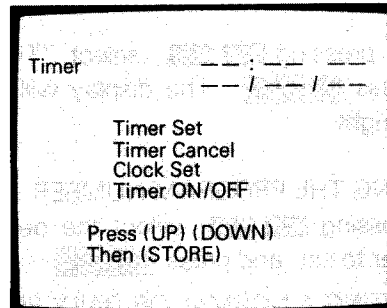 Timer — — : — — — —
— — / — — / — —
Timer Set
Timer Cancel
Clock Set
Timer ON/OFF
Press (UP) (DOWN)
Then (STORE)